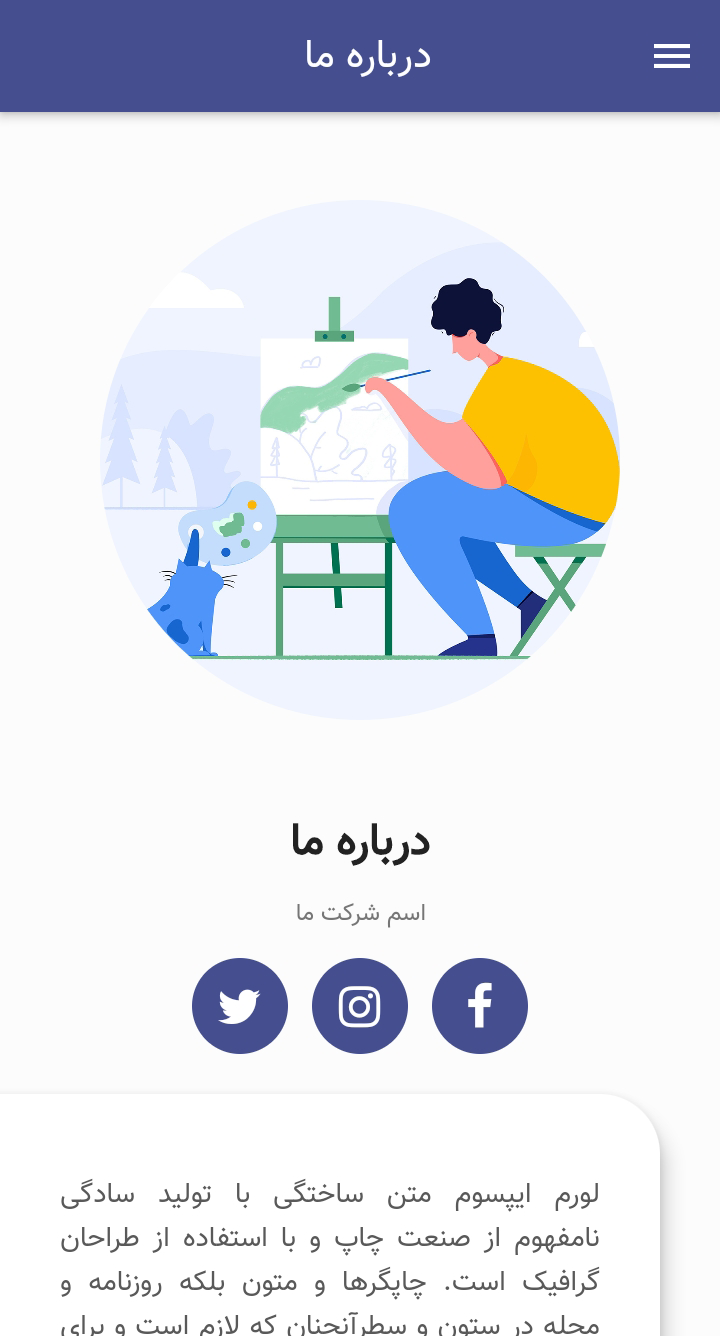 درباره ما
درباره ما
اسم شرکت ما
لورم ایپسوم متن ساختگی با تولید سادگی
نامفهوم از صنعت چاپ و با استفاده از طراحان
گرافیک است. چاپگرها و متون بلکه روزنامه و
مجله در ستون و سطرآنچنان که لازم است و برای